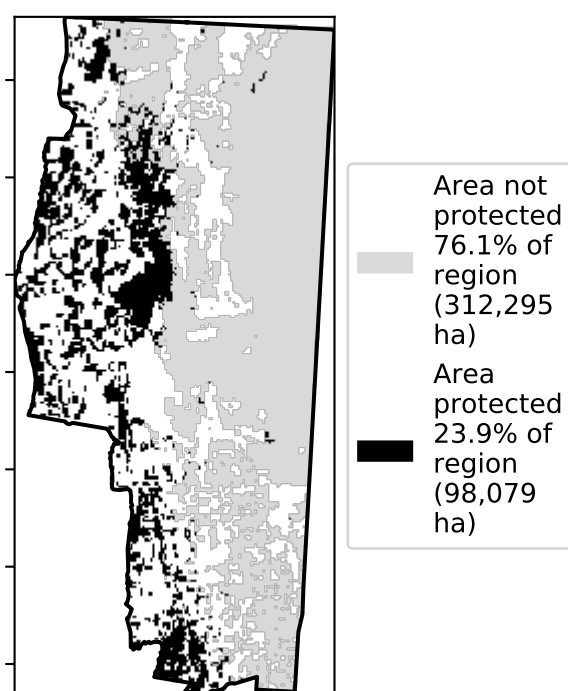 Area not
protected
76.1% of
region
(312,295
ha)
Area
protected
23.9% of
region
(98,079
ha)